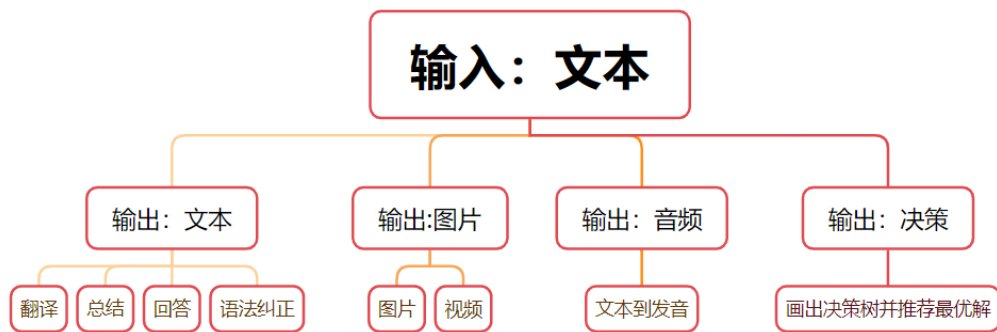 输入：文本
输出：文本
输出:图片
输出：音频
输出：决策
翻译
总结
回答
语法纠正
图片
视频
文本到发音
画出决策树并推荐最优解